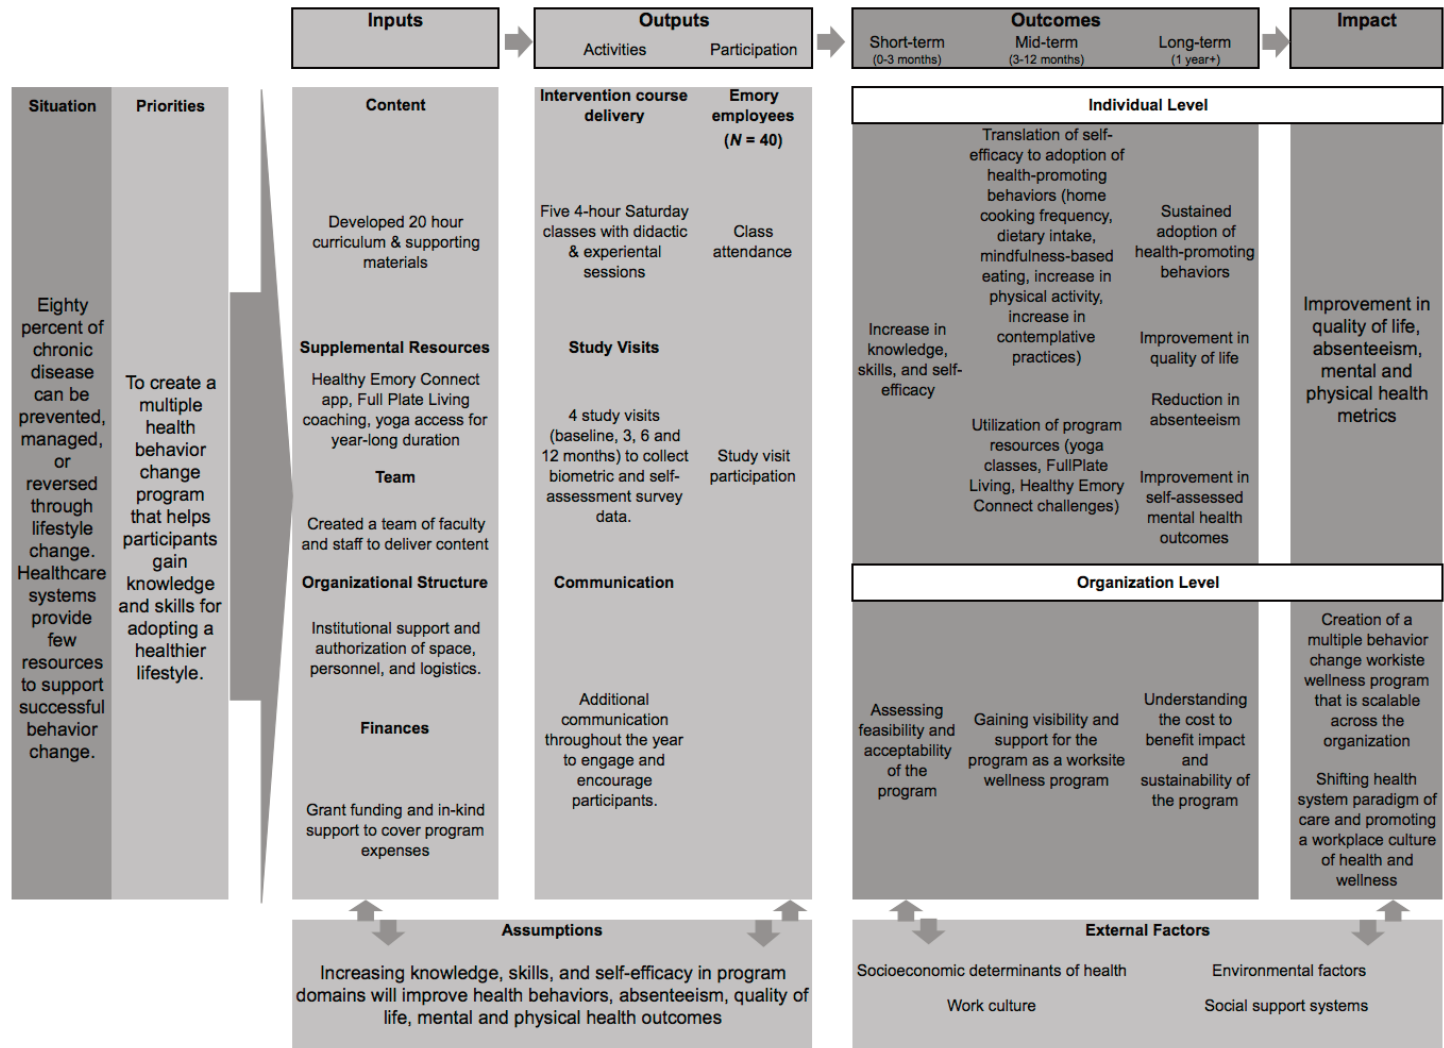 Inputs
Outputs
Activities
Participation
Outcomes
Short-term
(0-3 months)
Mid-term
(3-12 months)
Long-term
(1 year+)
Impact
Situation
Eighty
percent of
chronic
disease
can be
prevented,
managed,
or
reversed
through
lifestyle
change.
Healthcare
systems
provide
few
resources
to support
successful
behavior
change.
Priorities
To create a
multiple
health
behavior
change
program
that helps
participants
gain
knowledge
and skills for
adopting a
healthier
lifestyle.
Content
Developed 20 hour
curriculum & supporting
materials
Supplemental Resources
Healthy Emory Connect
app, Full Plate Living
coaching, yoga access for
year-long duration
Team
Created a team of faculty
and staff to deliver content
Organizational Structure
Institutional support and
authorization of space,
personnel, and logistics.
Finances
Grant funding and in-kind
support to cover program
expenses
Intervention course
delivery
Five 4-hour Saturday
classes with didactic
& experiental
sessions
Study Visits
4 study visits
(baseline, 3, 6 and
12 months) to collect
biometric and self-
assessment survey
data.
Communication
Additional
communication
throughout the year
to engage and
encourage
participants.
Emory
employees
(N = 40)
Class
attendance
Study visit
participation
Individual Level
Increase in
knowledge,
skills, and self-
efficacy
Translation of self-
efficacy to adoption of
health-promoting
behaviors (home
cooking frequency,
dietary intake,
mindfulness-based
eating, increase in
physical activity,
increase in
contemplative
practices)
Utilization of program
resources (yoga
classes, FullPlate
Living, Healthy Emory
Connect challenges)
Sustained
adoption of
health-promoting
behaviors
Improvement in
quality of life
Reduction in
absenteeism
Improvement in
self-assessed
mental health
outcomes
Improvement in
quality of life,
absenteeism,
mental and
physical health
metrics
Organization Level
Assessing
feasibility and
acceptability
of the
program
Gaining visibility and
support for the
program as a worksite
wellness program
Understanding
the cost to
benefit impact
and
sustainability of
the program
Creation of a
multiple behavior
change workiste
wellness program
that is scalable
across the
organization
Shifting health
system paradigm of
care and promoting
a workplace culture
of health and
wellness
Assumptions
Increasing knowledge, skills, and self-efficacy in program
domains will improve health behaviors, absenteeism, quality of
life, mental and physical health outcomes
External Factors
Socioeconomic determinants of health
Environmental factors
Work culture
Social support systems